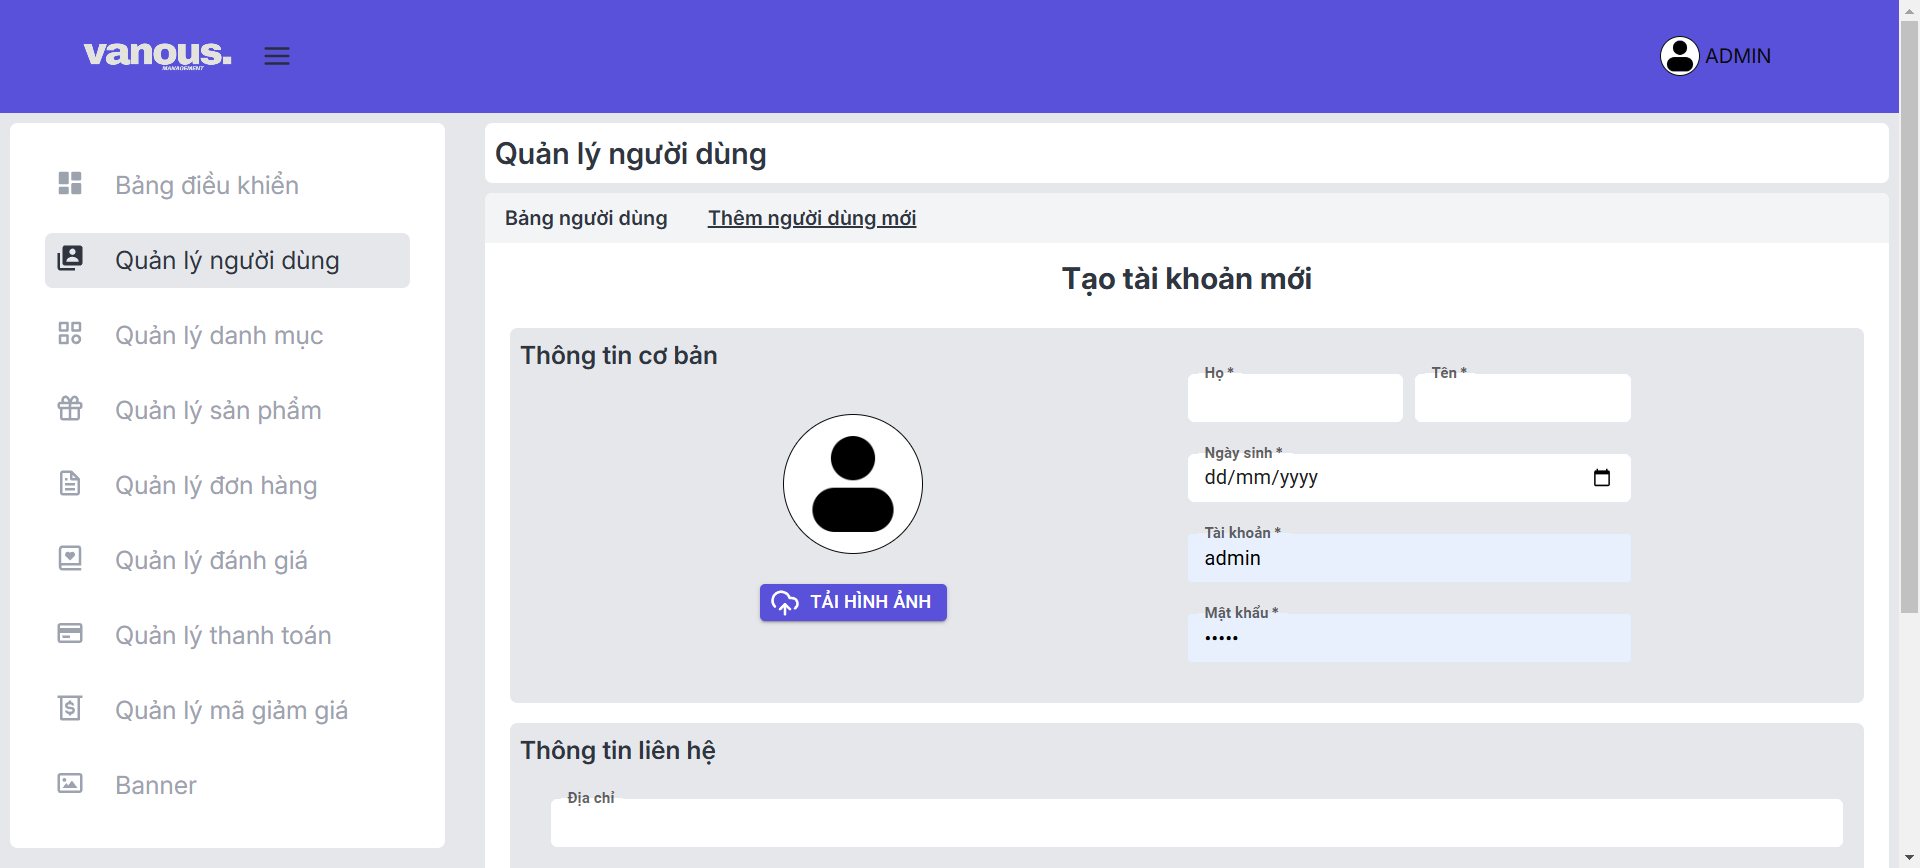 vanous.
MANAGEMENT
ADMIN
Bảng điều khiển
Quản lý người dùng
Quản lý danh mục
Quản lý sản phẩm
Quản lý đơn hàng
Quản lý đánh giá
Quản lý thanh toán
Quản lý mã giảm giá
Banner
Quản lý người dùng
Bảng người dùng Thêm người dùng mới
Tạo tài khoản mới
Thông tin cơ bản
TẢI HÌNH ẢNH
Họ * Tên *
Ngày sinh *
dd/mm/yyyy
Tài khoản *
admin
Mật khẩu *
•••••
Thông tin liên hệ
Địa chỉ